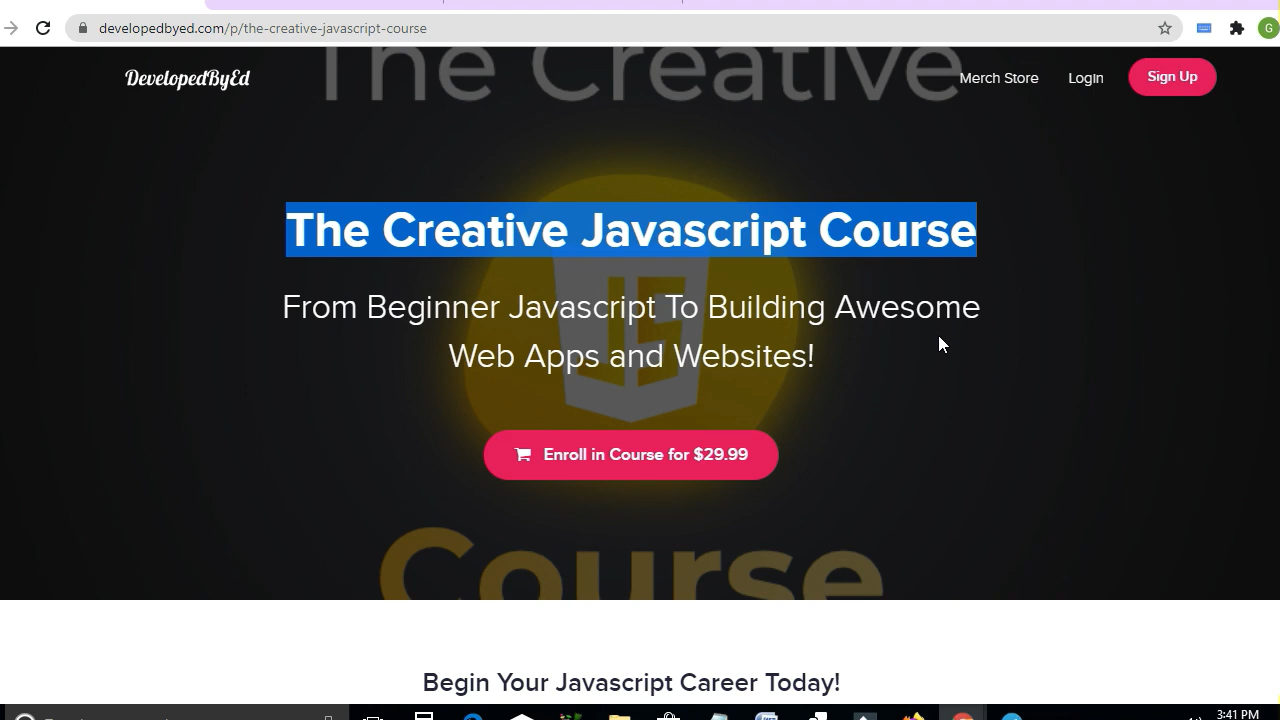 developedbyed.com/p/the-creative-javascript-course
G
The Creative
DevelopedByEd
Merch Store
Login
Sign Up
The Creative Javascript Course
From Beginner Javascript To Building Awesome
Web Apps and Websites!
JS
Enroll in Course for $29.99
Course
Begin Your Javascript Career Today!
3:41 PM